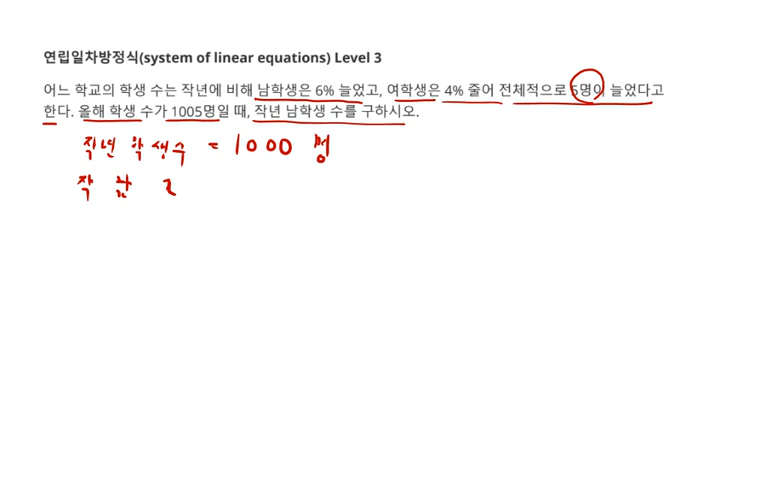 연립일차방정식(system of linear equations) Level 3
어느 학교의 학생 수는 작년에 비해 남학생은 6% 늘었고, 여학생은 4% 줄어 전체적으로 5명이 늘었다고
한다. 올해 학생 수가 1005명일 때, 작년 남학생 수를 구하시오.
작년 학생수 = 1000 명
작